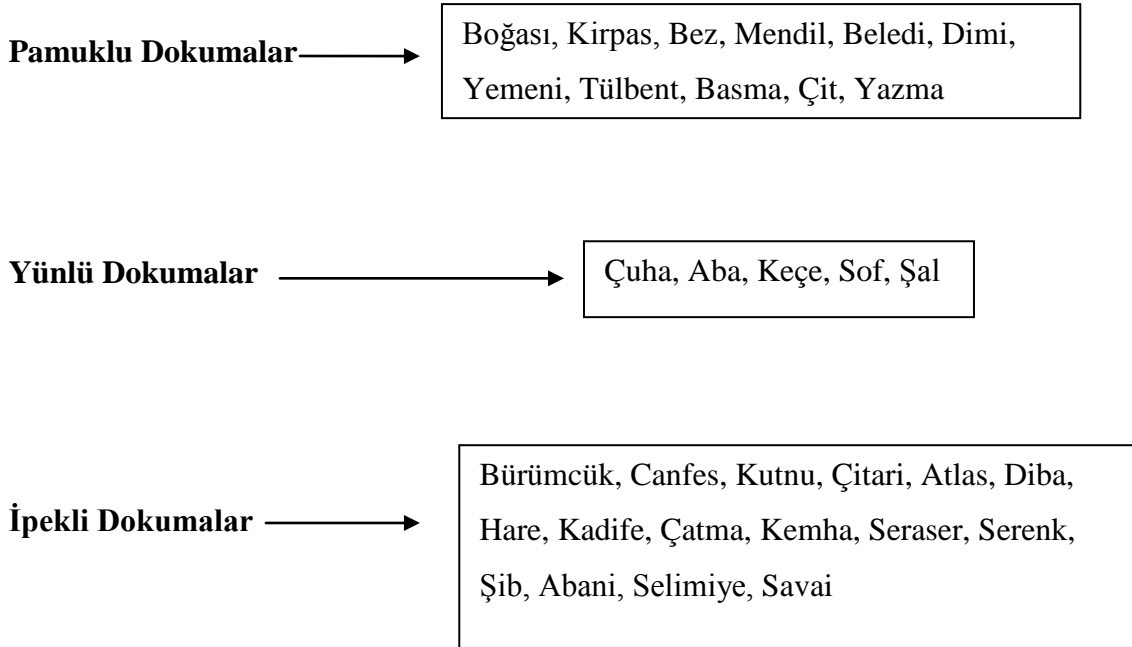 Pamuklu Dokumalar
Boğası, Kirpas, Bez, Mendil, Beledi, Dimi,
Yemeni, Tülbent, Basma, Çit, Yazma
Yünlü Dokumalar
Çuha, Aba, Keçe, Sof, Şal
İpekli Dokumalar
Bürümcük, Canfes, Kutnu, Çitari, Atlas, Diba,
Hare, Kadife, Çatma, Kemha, Seraser, Serenk,
Şib, Abani, Selimiye, Savai